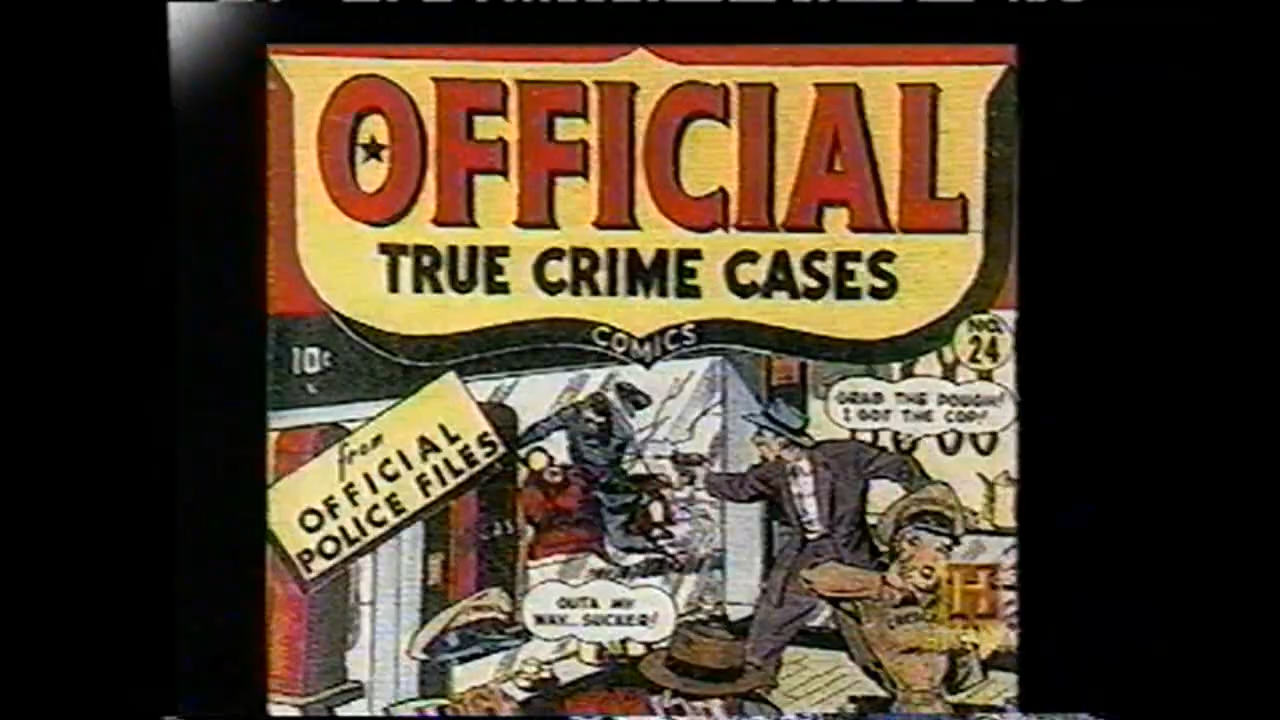 OFFICIAL
TRUE CRIME CASES
COMICS
NO.
24
10¢
GRAB THE DOUGH!
I GOT THE COP!
from
OFFICIAL
POLICE FILES
OUTA MY
WAY, SUCKER!
H